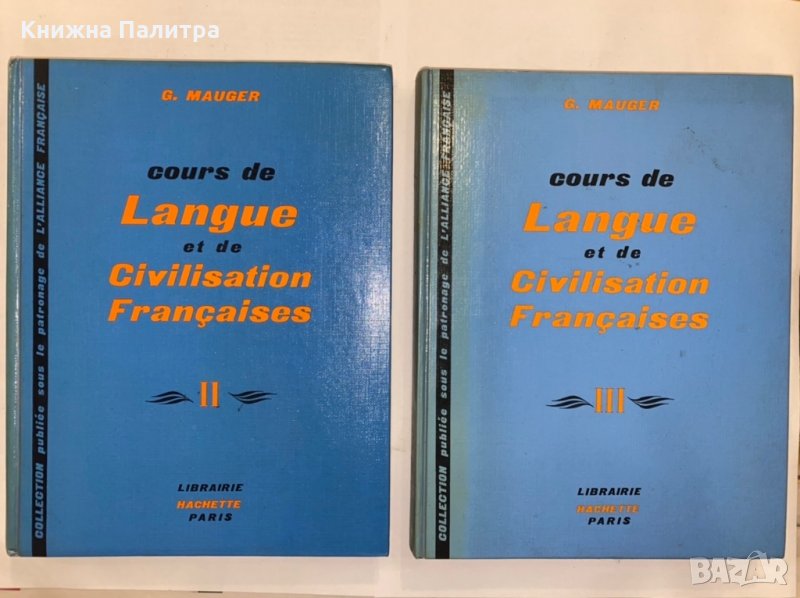 Книжна Палитра
G. MAUGER
cours de
Langue
et de
Civilisation
Françaises
II
LIBRAIRIE
HACHETTE
PARIS
COLLECTION publiée sous le patronage de L'ALLIANCE FRANÇAISE
G. MAUGER
cours de
Langue
et de
Civilisation
Françaises
III
LIBRAIRIE
HACHETTE
PARIS
COLLECTION publiée sous le patronage de L'ALLIANCE FRANÇAISE
BAZAR